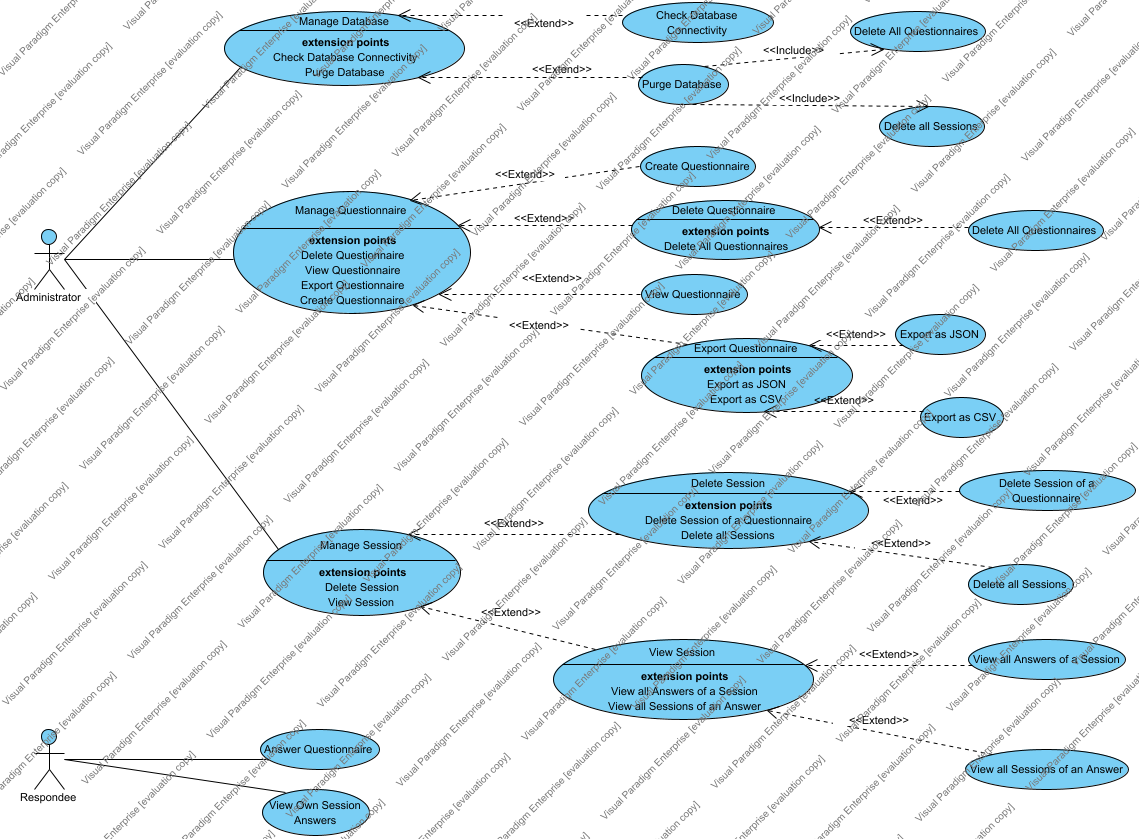 Manage Database
extension points
Check Database Connectivity
Purge Database
<<Extend>>
Check Database
Connectivity
Delete All Questionnaires
<<Include>>
<<Extend>>
Purge Database
<<Include>>
Delete all Sessions
Create Questionnaire
<<Extend>>
Manage Questionnaire
extension points
Delete Questionnaire
View Questionnaire
Export Questionnaire
Create Questionnaire
<<Extend>>
Delete Questionnaire
extension points
Delete All Questionnaires
<<Extend>>
Delete All Questionnaires
Administrator
<<Extend>>
View Questionnaire
<<Extend>>
Export Questionnaire
extension points
Export as JSON
Export as CSV
<<Extend>>
Export as JSON
<<Extend>>
Export as CSV
Delete Session
extension points
Delete Session of a Questionnaire
Delete all Sessions
<<Extend>>
Delete Session of a
Questionnaire
<<Extend>>
Delete all Sessions
<<Extend>>
Manage Session
extension points
Delete Session
View Session
<<Extend>>
View Session
extension points
View all Answers of a Session
View all Sessions of an Answer
<<Extend>>
View all Answers of a Session
<<Extend>>
View all Sessions of an Answer
Respondee
Answer Questionnaire
View Own Session
Answers
Visual Paradigm Enterprise [evaluation copy]